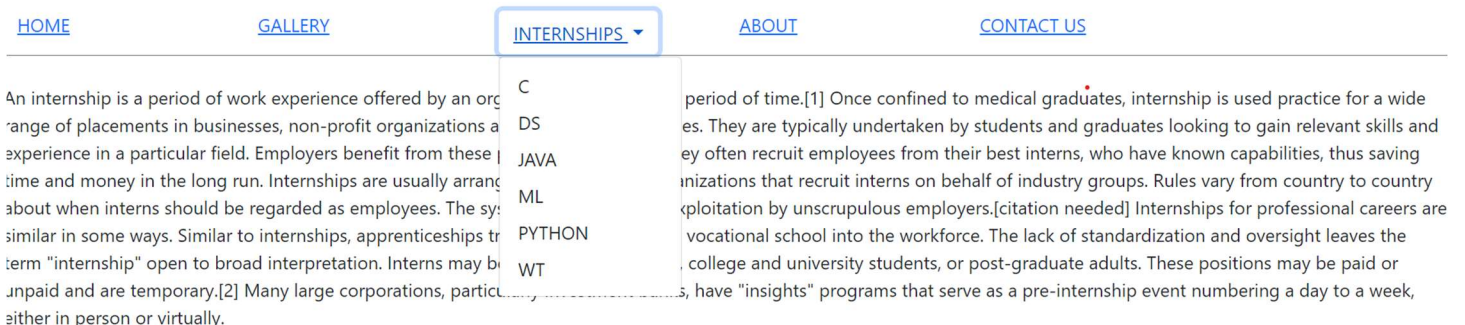 HOME GALLERY INTERNSHIPS ABOUT CONTACT US
C
DS
JAVA
ML
PYTHON
WT
An internship is a period of work experience offered by an period of time.[1] Once confined to medical graduates, internship is used practice for a wide
range of placements in businesses, non-profit organizations They are typically undertaken by students and graduates looking to gain relevant skills and
experience in a particular field. Employers benefit from these often recruit employees from their best interns, who have known capabilities, thus saving
time and money in the long run. Internships are usually that recruit interns on behalf of industry groups. Rules vary from country to country
about when interns should be regarded as employees. The by unscrupulous employers.[citation needed] Internships for professional careers are
similar in some ways. Similar to internships, apprenticeships vocational school into the workforce. The lack of standardization and oversight leaves the
term "internship" open to broad interpretation. Interns may college and university students, or post-graduate adults. These positions may be paid or
unpaid and are temporary.[2] Many large corporations, have "insights" programs that serve as a pre-internship event numbering a day to a week,
either in person or virtually.